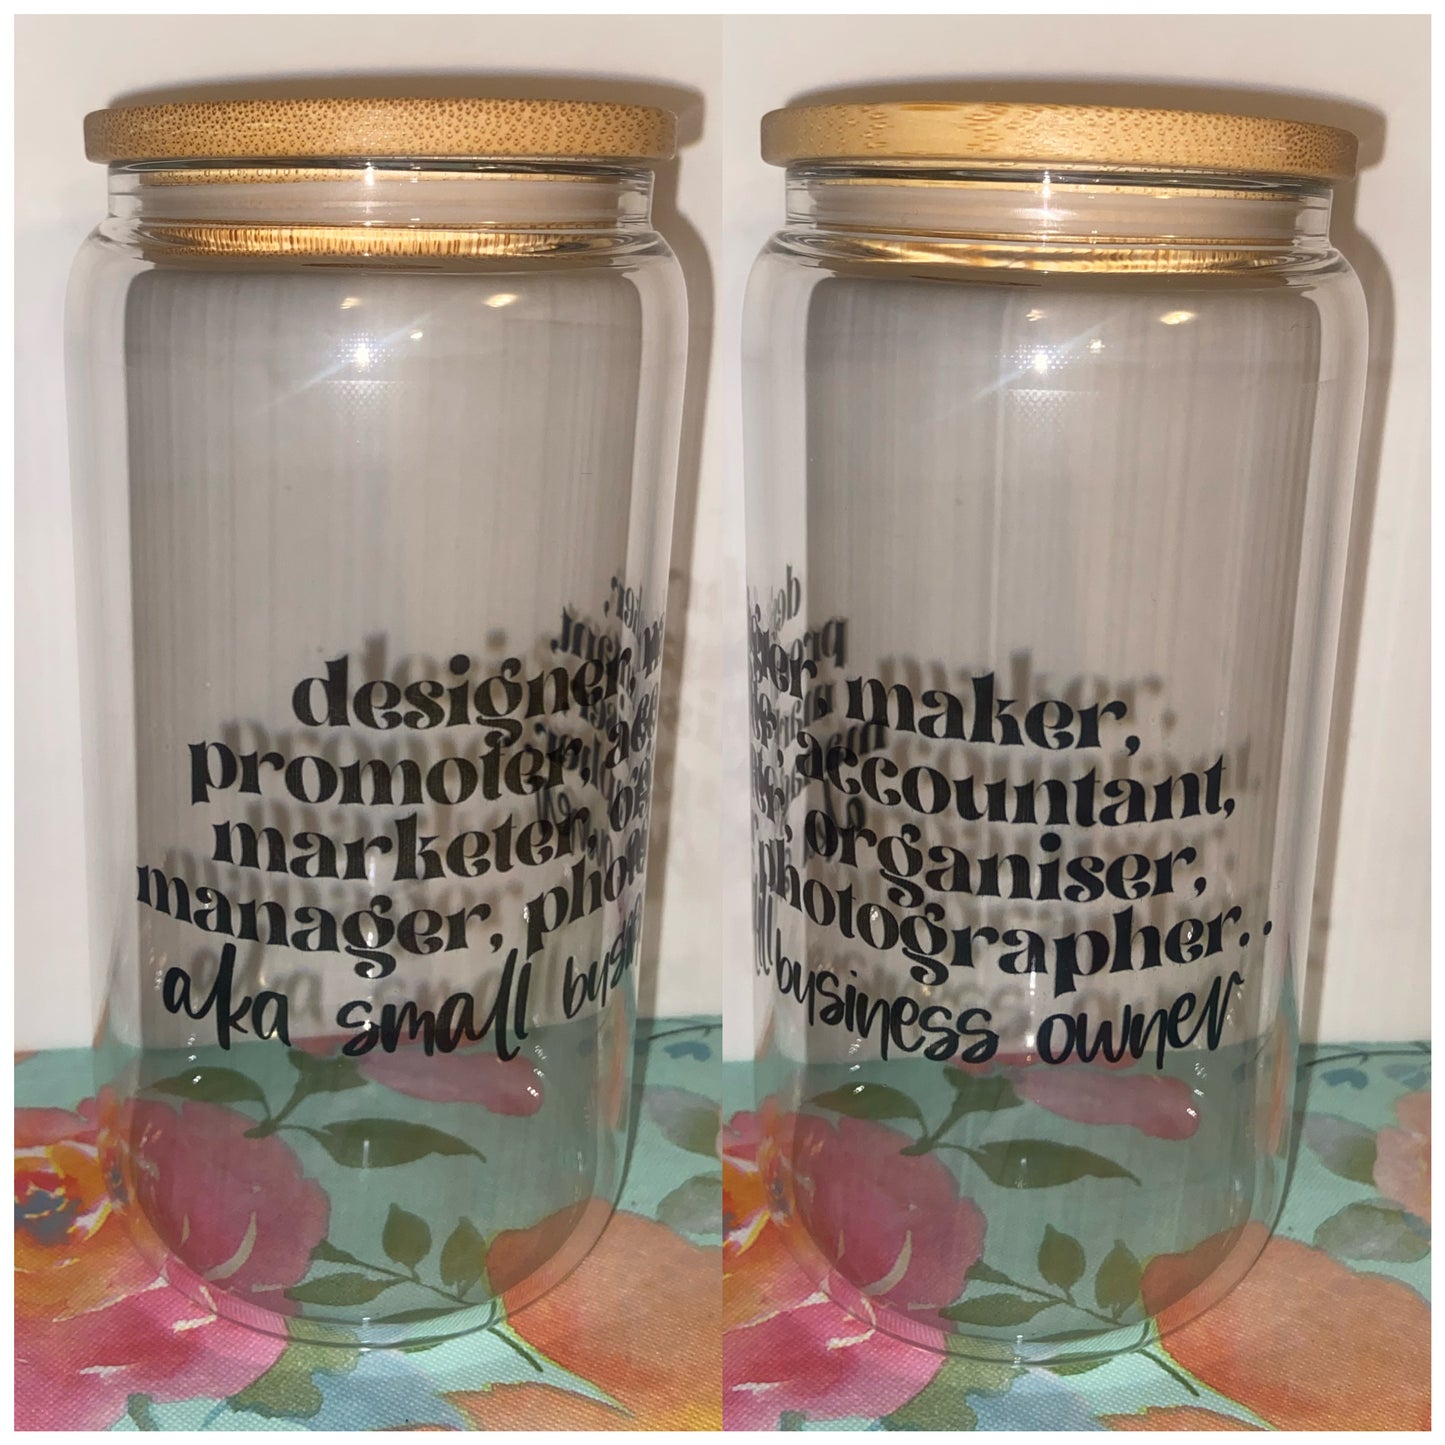 designer,
promoter,
marketer,
manager,
aka small
maker,
accountant,
organiser,
photographer..
business owner